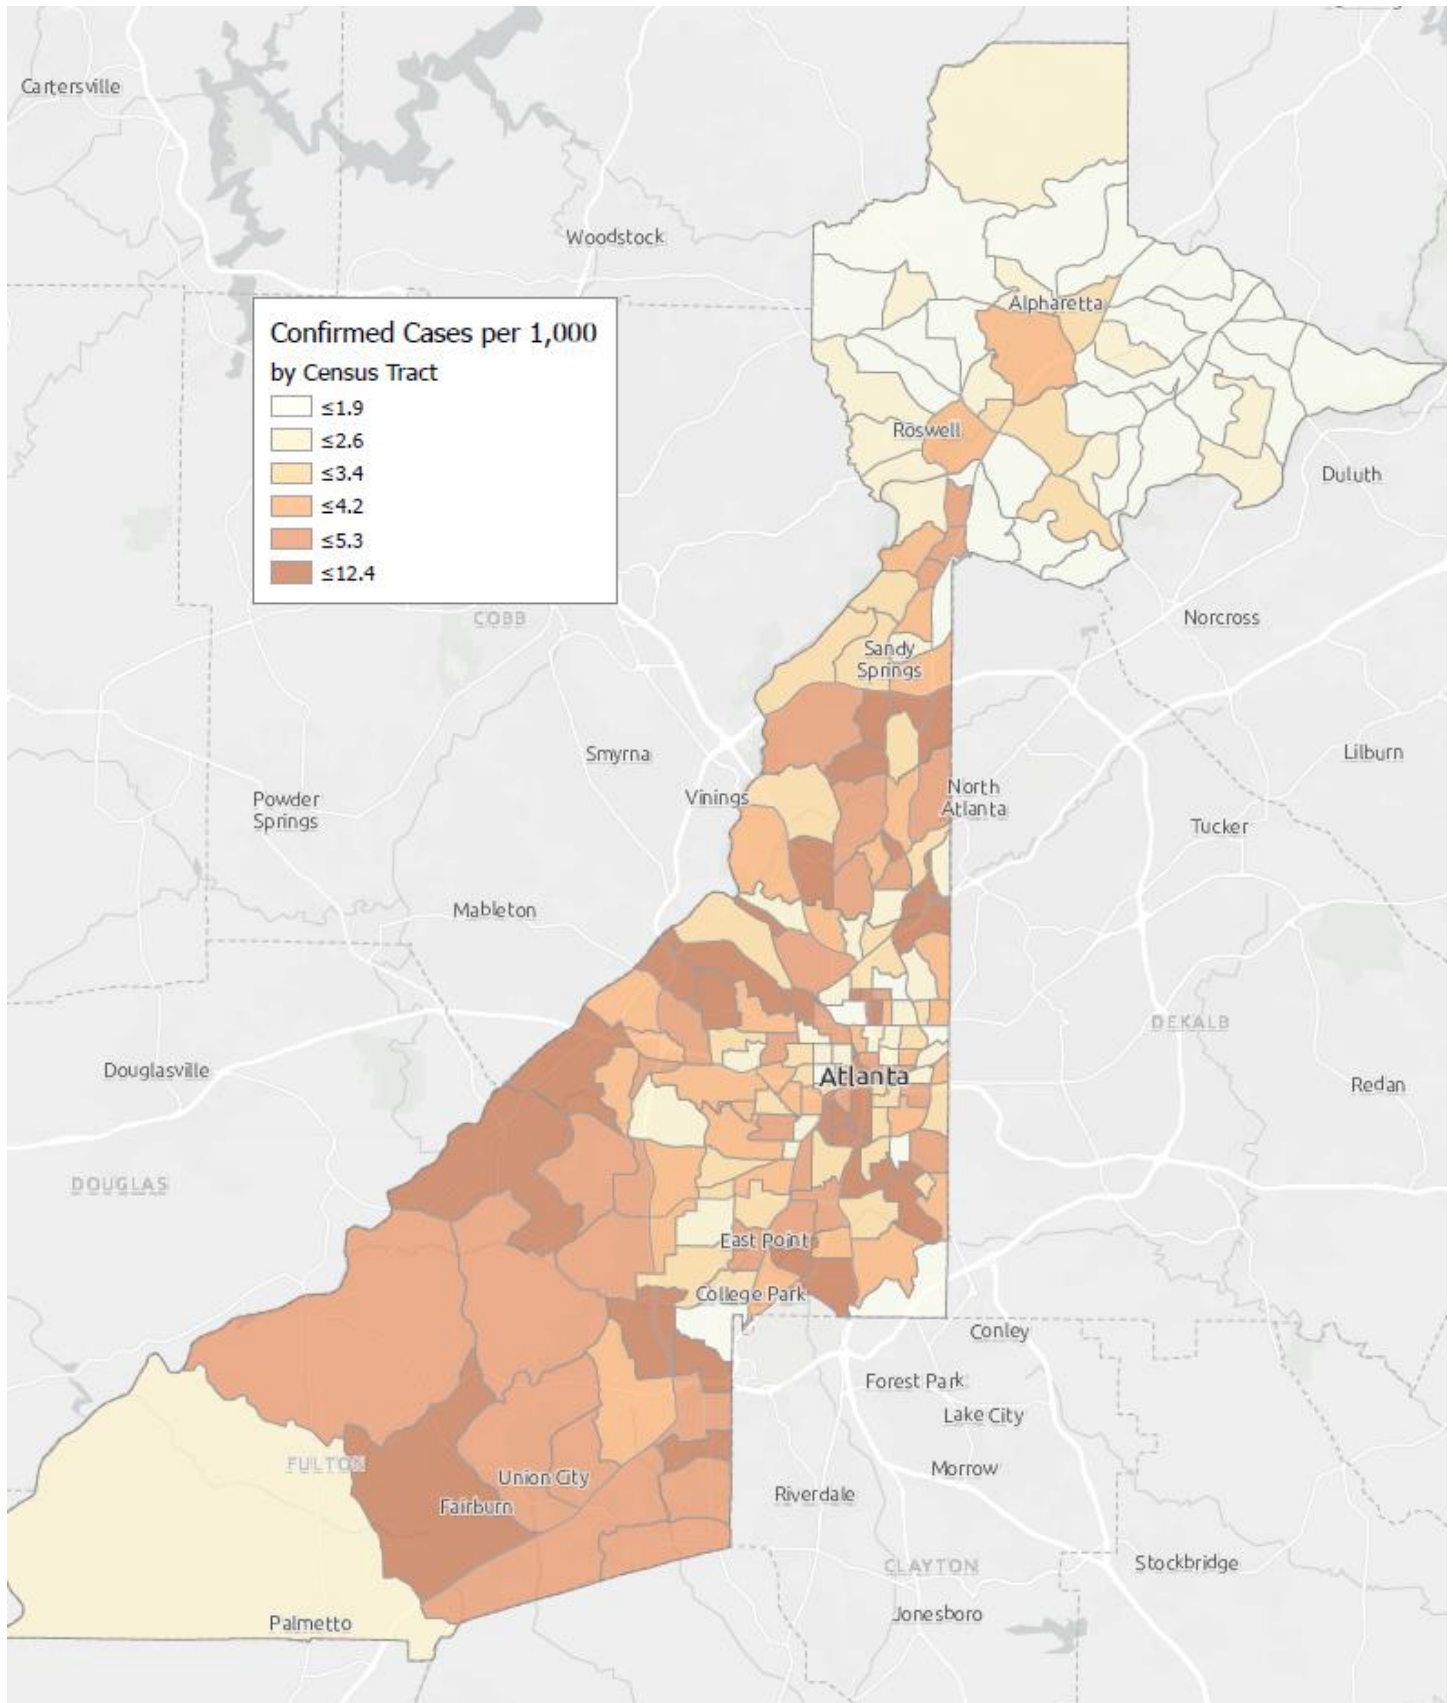 Cartersville
Woodstock
Confirmed Cases per 1,000
by Census Tract
≤1.9
≤2.6
≤3.4
≤4.2
≤5.3
≤12.4
Alpharetta
Roswell
Duluth
COBB
Norcross
Sandy
Springs
Smyrna
Lilburn
Vinings
North
Atlanta
Powder
Springs
Tucker
Mableton
DEKALB
Douglasville
Atlanta
Redan
DOUGLAS
East Point
College Park
Conley
Forest Park
Lake City
FULTON
Union City
Morrow
Riverdale
Fairburn
CLAYTON
Stockbridge
Jonesboro
Palmetto